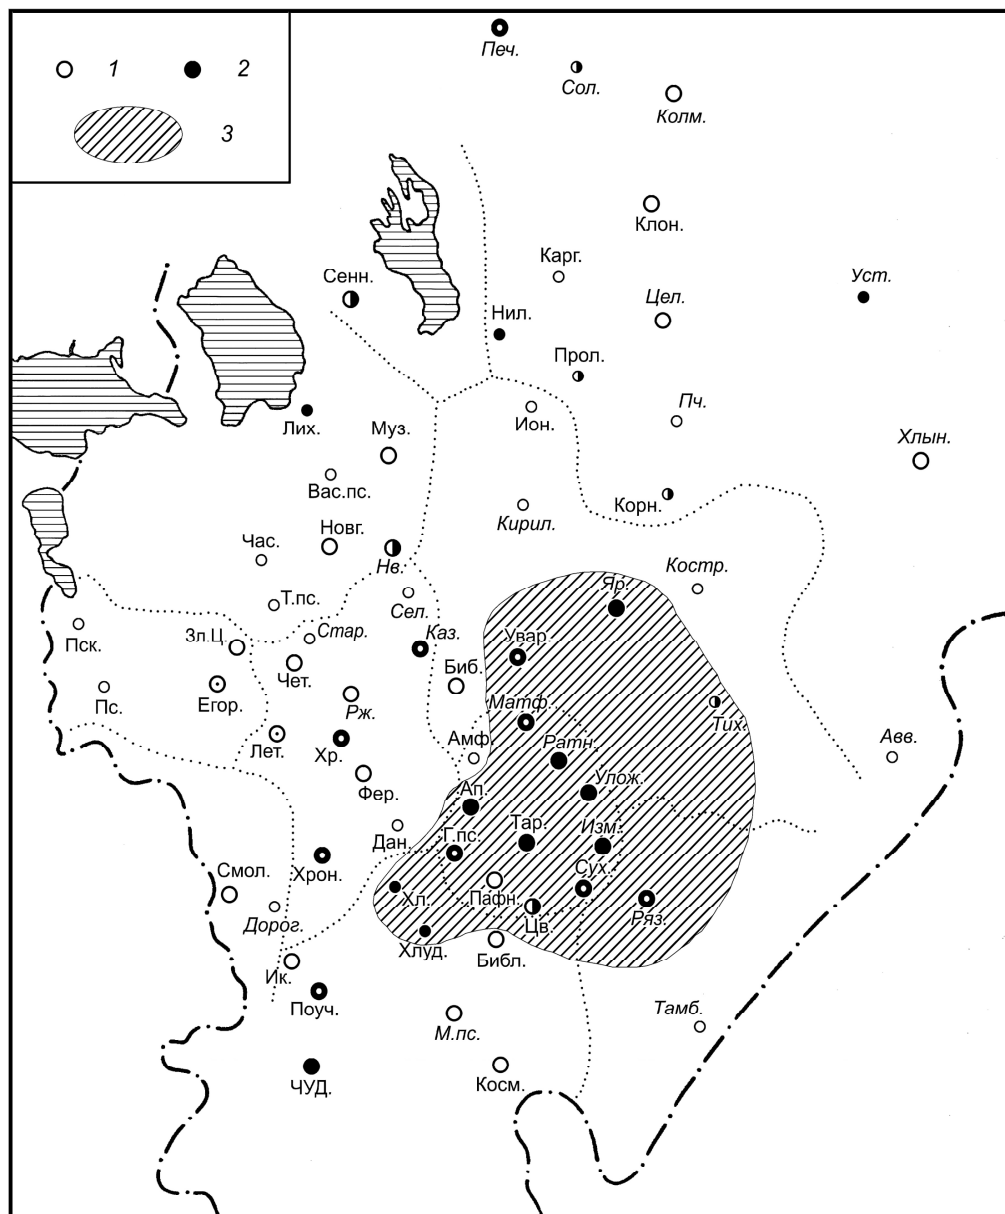 1 2
3
Печ.
Сол.
Колм.
Клон.
Карг.
Сенн.
Уст.
Цел.
Нил.
Прол.
Пч.
Ион.
Лих.
Муз.
Хлын.
Вас.пс.
Корн.
Кирил.
Новг.
Час.
Нв.
Костр.
Сел.
Яр.
Т.пс.
Пск.
Зл.Ц.
Стар.
Каз.
Увар.
Чет.
Биб.
Пс.
Егор.
Рж.
Матф.
Тих.
Лет.
Хр.
Амф.
Ратн.
Авв.
Улож.
Фер.
Ап.
Дан.
Г.пс.
Тар.
Изм.
Хрон.
Смол.
Сух.
Хл.
Пафн.
Дорог.
Цв.
Ряз.
Хлуд.
Библ.
Ик.
Поуч.
М.пс.
Тамб.
ЧУД.
Косм.